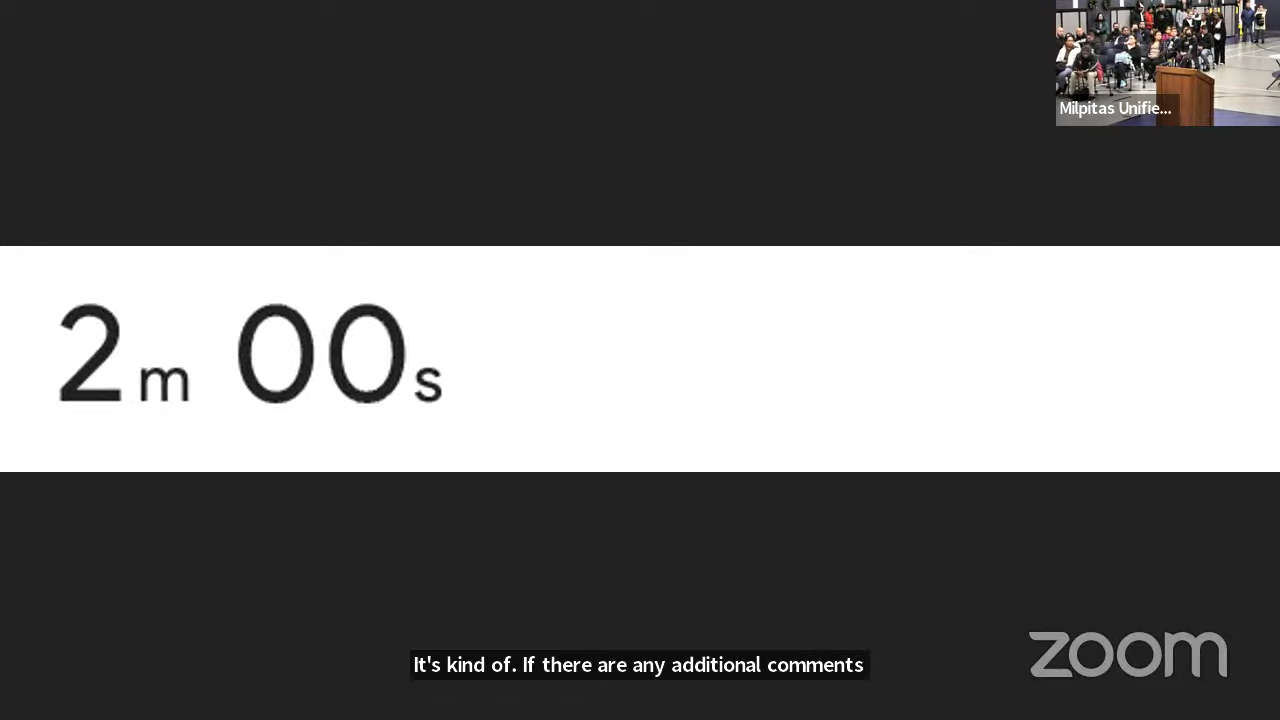 Milpitas Unifie...
2m 00s
It's kind of. If there are any additional comments
zoom